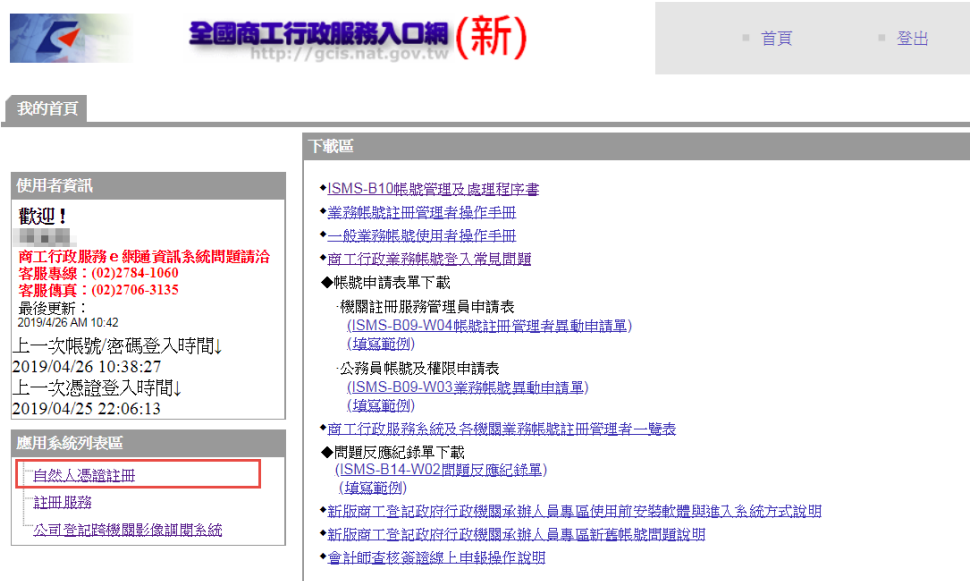 全國商工行政服務入口網(新)
http://gcis.nat.gov.tw
首頁
登出
我的首頁
使用者資訊
歡迎！
商工行政服務e網通資訊系統問題請洽
客服專線：(02)2784-1060
客服傳真：(02)2706-3135
最後更新：
2019/4/26 AM 10:42
上一次帳號/密碼登入時間↓
2019/04/26 10:38:27
上一次憑證登入時間↓
2019/04/25 22:06:13
應用系統列表區
自然人憑證註冊
註冊服務
公司登記跨機關影像調閱系統
下載區
◆ISMS-B10帳號管理及處理程序書
◆業務帳號註冊管理者操作手冊
◆一般業務帳號使用者操作手冊
◆商工行政業務帳號登入常見問題
◆帳號申請表單下載
‧機關註冊服務管理員申請表
(ISMS-B09-W04帳號註冊管理者異動申請單)
(填寫範例)
‧公務員帳號及權限申請表
(ISMS-B09-W03業務帳號異動申請單)
(填寫範例)
◆商工行政服務系統及各機關業務帳號註冊管理者一覽表
◆問題反應紀錄單下載
(ISMS-B14-W02問題反應紀錄單)
(填寫範例)
◆新版商工登記政府行政機關承辦人員專區使用前安裝軟體與進入系統方式說明
◆新版商工登記政府行政機關承辦人員專區新舊帳號問題說明
◆會計師查核簽證線上申報操作說明